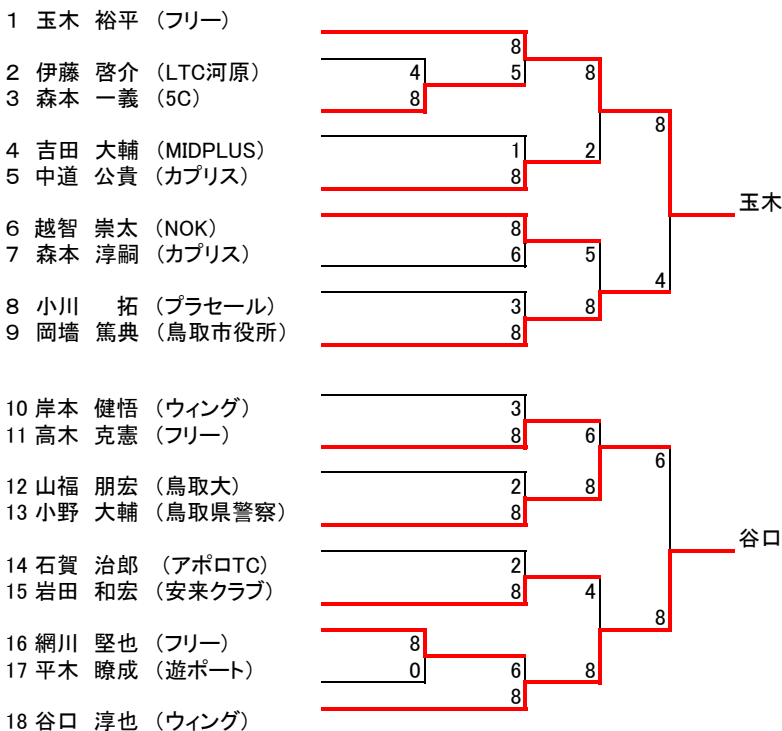 1 玉木 裕平 (フリー)
8
2 伊藤 啓介 (LTC河原) 4 5 8
3 森本 一義 (5C) 8
8
4 吉田 大輔 (MIDPLUS) 1 2
5 中道 公貴 (カプリス) 8
玉木
6 越智 崇太 (NOK) 8
7 森本 淳嗣 (カプリス) 6 5
4
8 小川 拓 (プラセール) 3 8
9 岡墻 篤典 (鳥取市役所) 8
10 岸本 健悟 (ウィング) 3
11 高木 克憲 (フリー) 8 6
6
12 山福 朋宏 (鳥取大) 2 8
13 小野 大輔 (鳥取県警察) 8
谷口
14 石賀 治郎 (アポロTC) 2
15 岩田 和宏 (安来クラブ) 8 4
8
16 網川 堅也 (フリー) 8
17 平木 瞭成 (遊ポート) 0 6 8
8
18 谷口 淳也 (ウィング)